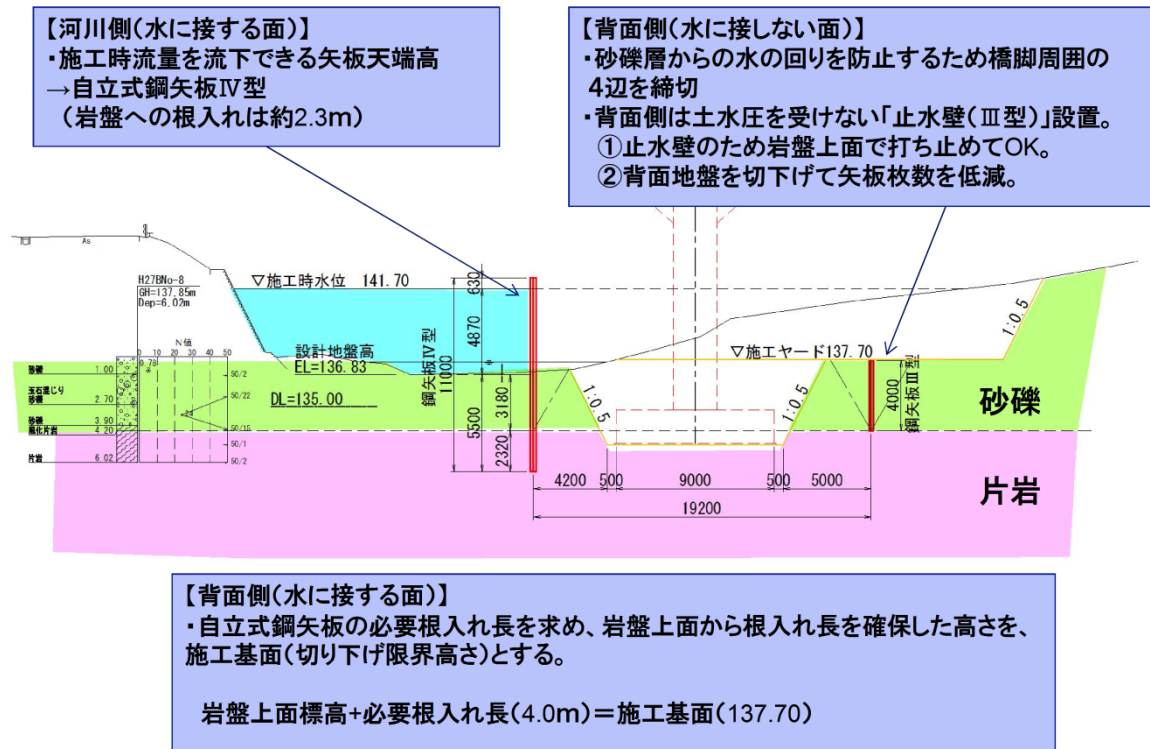 【河川側(水に接する面)】
・施工時流量を流下できる矢板天端高
→自立式鋼矢板Ⅳ型
（岩盤への根入れは約2.3m）
【背面側(水に接しない面)】
・砂礫層からの水の回りを防止するため橋脚周囲の
4辺を締切
・背面側は土水圧を受けない「止水壁(Ⅲ型)」設置。
①止水壁のため岩盤上面で打ち止めてOK。
②背面地盤を切下げて矢板枚数を低減。
As
H27BNo-8
GH=137.85m
Dep=6.02m
▽施工時水位 141.70
630
4870
鋼矢板Ⅳ型
11000
5500
3180
2320
設計地盤高
EL=136.83
DL=135.00
N値
0 10 20 30 40 50
0.78
砂礫 1.00
玉石混じり
砂礫 2.70
砂礫 3.90
風化片岩 4.20
片岩 6.02
50/2
50/22
23
50/15
50/1
50/2
1:0.5
1:0.5
1:0.5
▽施工ヤード137.70
4000
鋼矢板Ⅲ型
砂礫
片岩
4200 500 9000 500 5000
19200
【背面側(水に接する面)】
・自立式鋼矢板の必要根入れ長を求め、岩盤上面から根入れ長を確保した高さを、
施工基面(切り下げ限界高さ)とする。
岩盤上面標高+必要根入れ長(4.0m)＝施工基面(137.70)